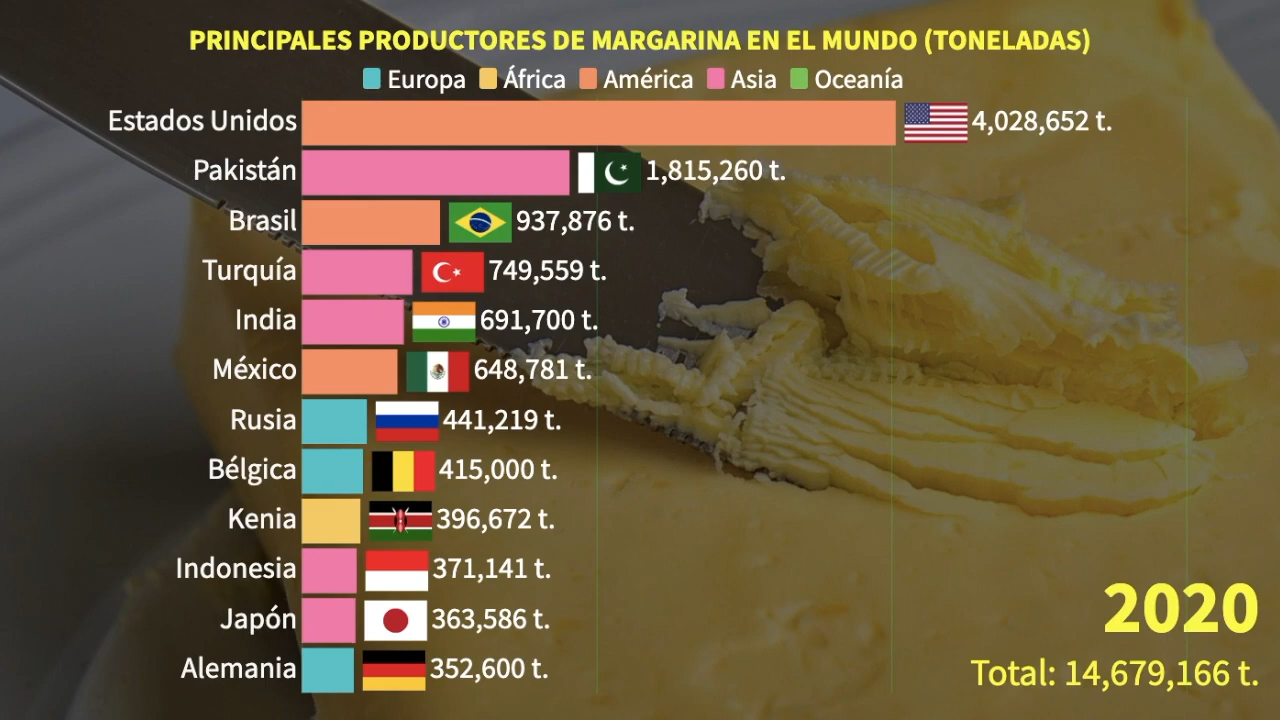 PRINCIPALES PRODUCTORES DE MARGARINA EN EL MUNDO (TONELADAS)
Europa África América Asia Oceanía
Estados Unidos 4,028,652 t.
Pakistán 1,815,260 t.
Brasil 937,876 t.
Turquía 749,559 t.
India 691,700 t.
México 648,781 t.
Rusia 441,219 t.
Bélgica 415,000 t.
Kenia 396,672 t.
Indonesia 371,141 t.
Japón 363,586 t.
Alemania 352,600 t.
2020
Total: 14,679,166 t.